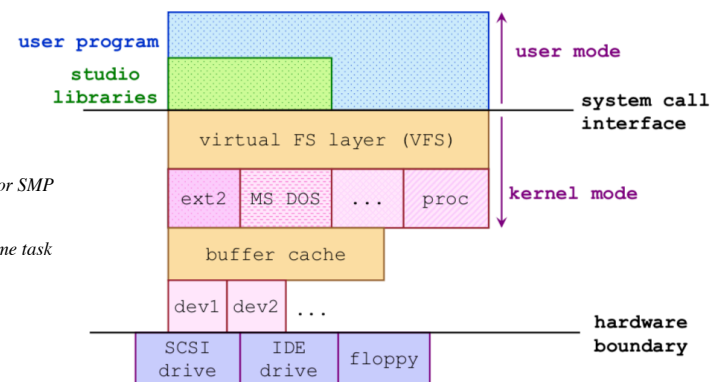 user program
studio
libraries
user mode
system call
interface
virtual FS layer (VFS)
or SMP
ext2 MS DOS ... proc
kernel mode
me task
buffer cache
dev1 dev2 ...
hardware
boundary
SCSI
drive
IDE
drive
floppy